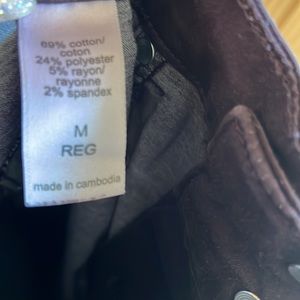 69% cotton/
coton
24% polyester
5% rayon/
rayonne
2% spandex
M
REG
made in cambodia